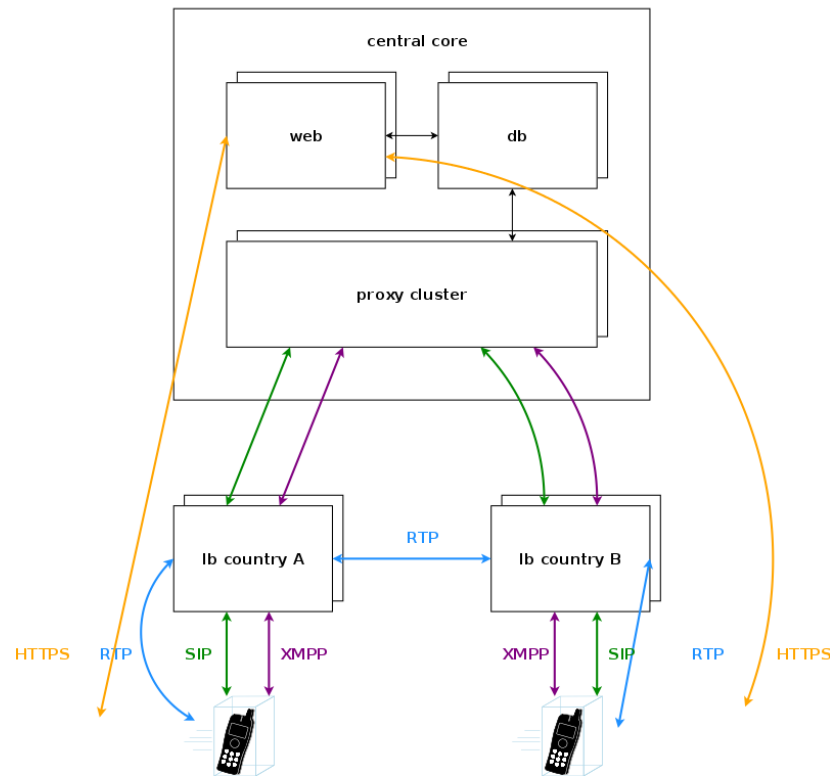 central core
web
db
proxy cluster
lb country A
RTP
lb country B
HTTPS
RTP
SIP
XMPP
XMPP
SIP
RTP
HTTPS